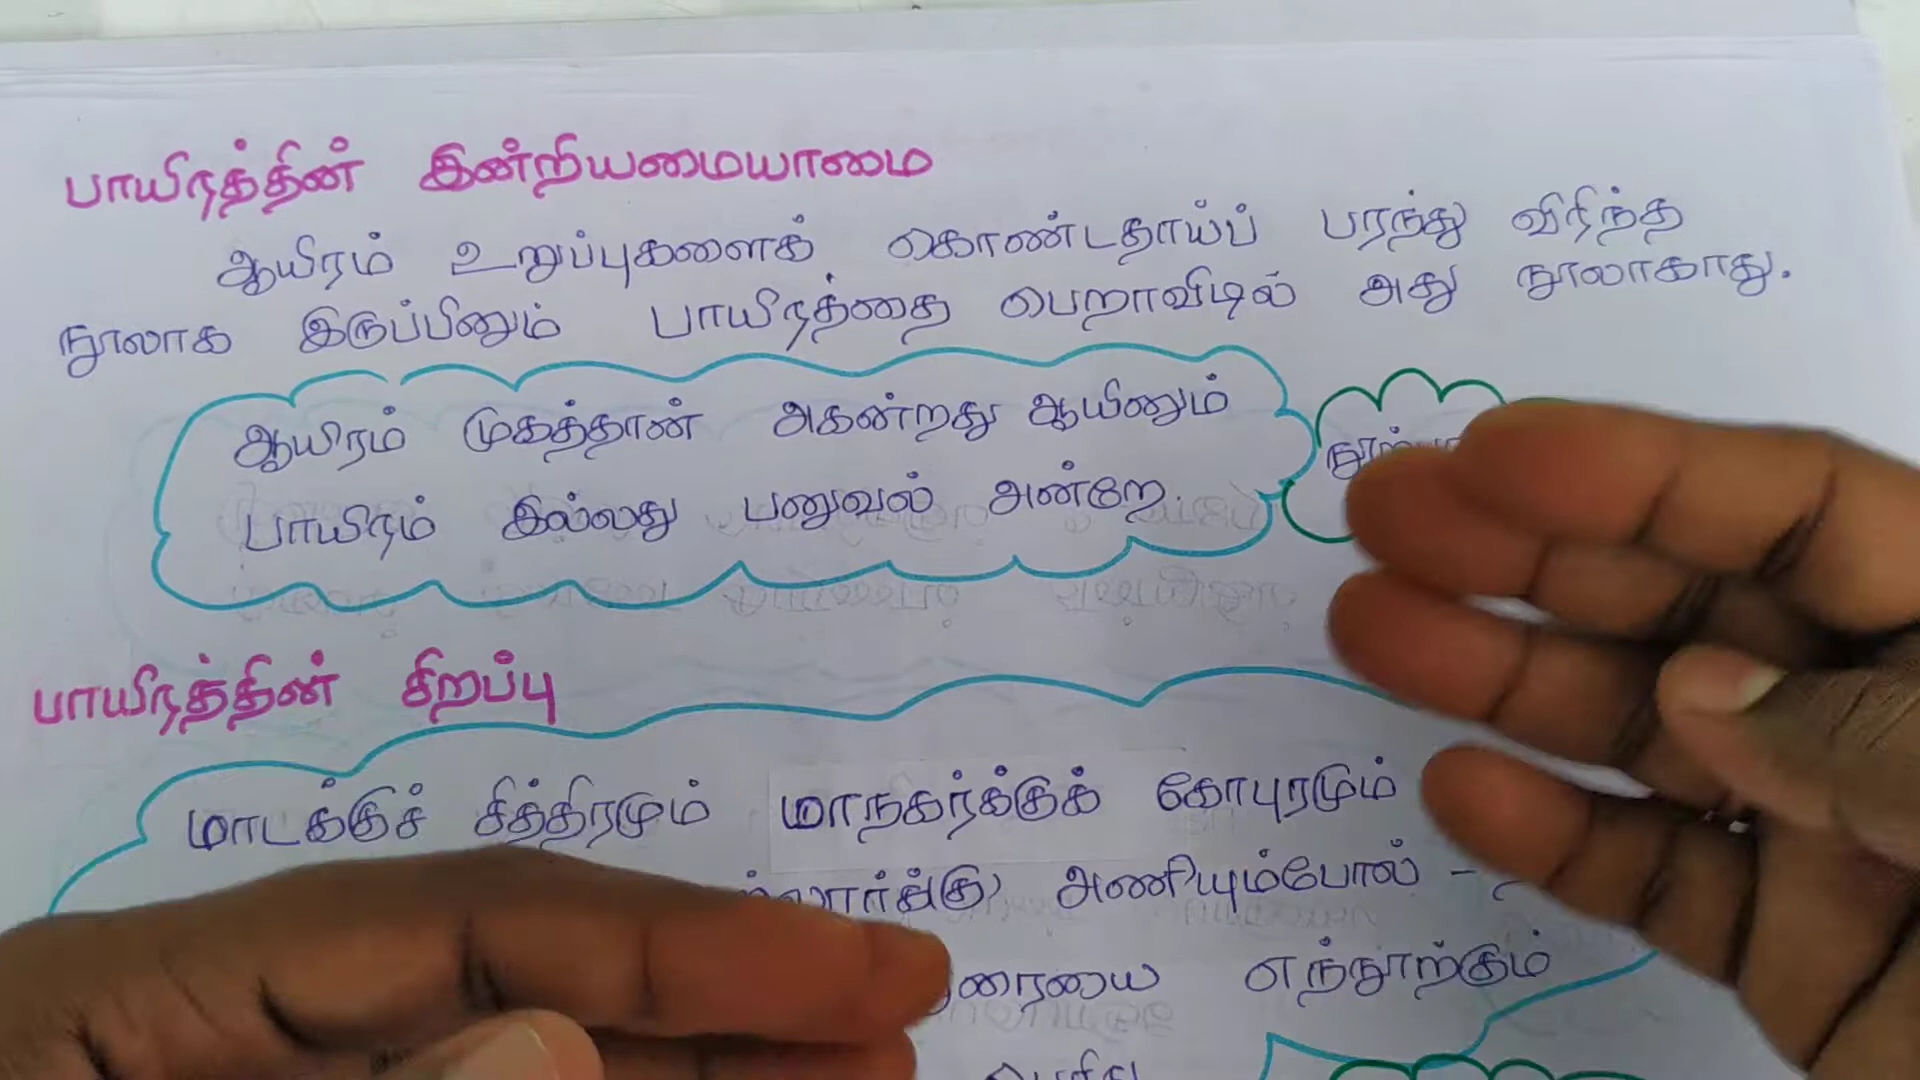 பாயிரத்தின் இன்றியமையாமை
ஆயிரம் உறுப்புகளைக் கொண்டதாய்ப் பரந்து விரிந்த
நூலாக இருப்பினும் பாயிரத்தை பெறாவிடில் அது நூலாகாது.
ஆயிரம் முகத்தான் அகன்றது ஆயினும்
பாயிரம் இல்லது பனுவல் அன்றே.
பாயிரத்தின் சிறப்பு
மாடக்குச் சித்திரமும் மாநகர்க்குக் கோபுரமும்
அணியும்போல் -
எந்நூற்கும்